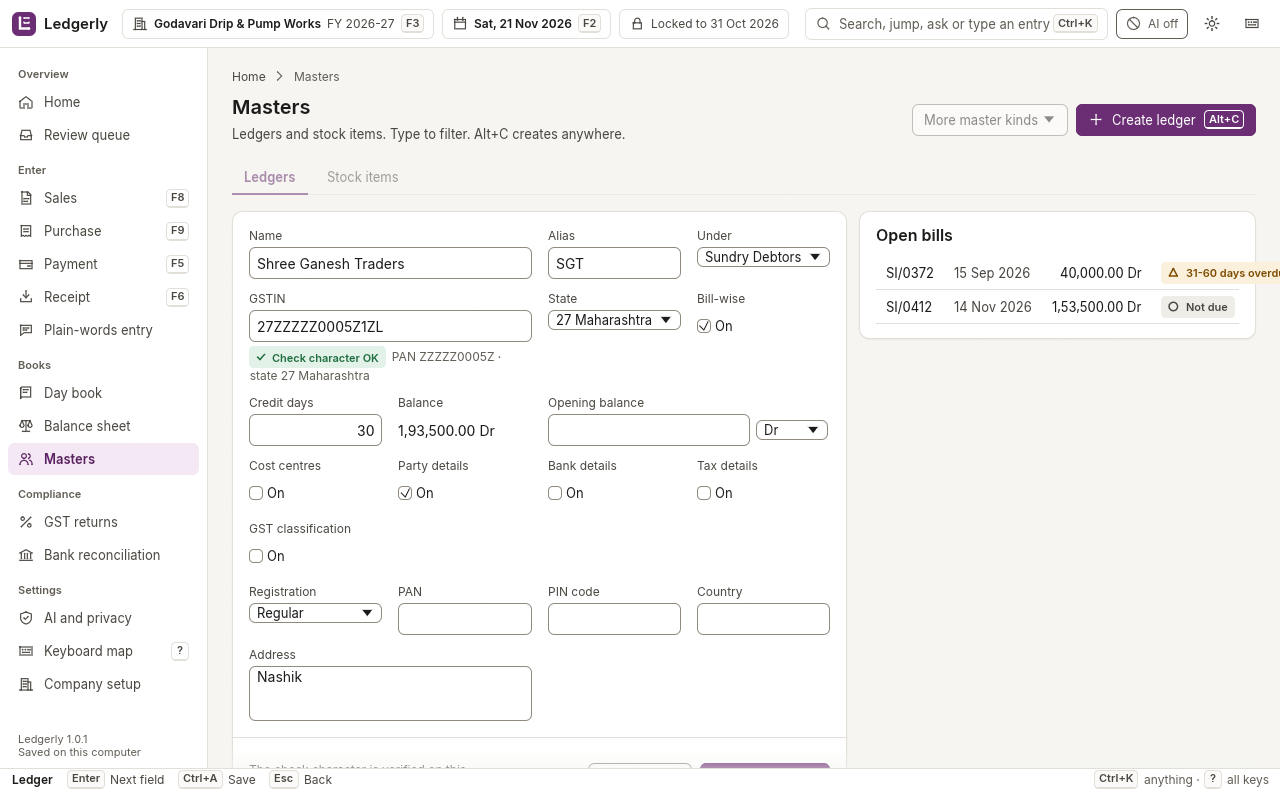 Ledgerly
Godavari Drip & Pump Works FY 2026-27 F3
Sat, 21 Nov 2026 F2
Locked to 31 Oct 2026
Search, jump, ask or type an entry Ctrl+K
AI off
Overview
Home
Review queue
Enter
Sales F8
Purchase F9
Payment F5
Receipt F6
Plain-words entry
Books
Day book
Balance sheet
Masters
Compliance
GST returns
Bank reconciliation
Settings
AI and privacy
Keyboard map ?
Company setup
Ledgerly 1.0.1
Saved on this computer
Home > Masters
Masters
Ledgers and stock items. Type to filter. Alt+C creates anywhere.
More master kinds
+ Create ledger Alt+C
Ledgers
Stock items
Name Alias Under
Shree Ganesh Traders SGT Sundry Debtors
GSTIN State Bill-wise
27ZZZZZ0005Z1ZL 27 Maharashtra On
Check character OK PAN ZZZZZ0005Z ·
state 27 Maharashtra
Credit days Balance Opening balance
30 1,93,500.00 Dr Dr
Cost centres Party details Bank details Tax details
On On On On
GST classification
On
Registration PAN PIN code Country
Regular
Address
Nashik
Open bills
SI/0372 15 Sep 2026 40,000.00 Dr 31-60 days
SI/0412 14 Nov 2026 1,53,500.00 Dr Not due
Ledger Enter Next field Ctrl+A Save Esc Back
Ctrl+K anything · ? all keys